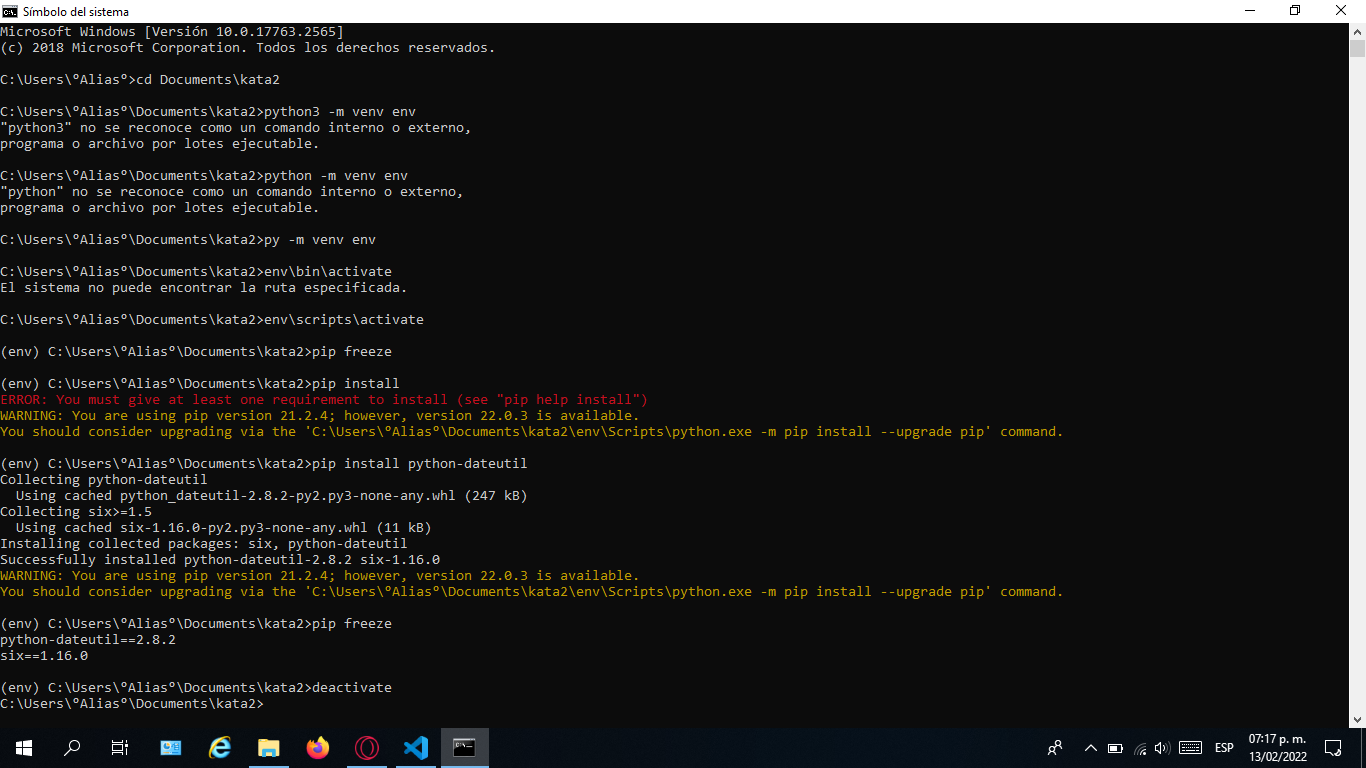 Símbolo del sistema
Microsoft Windows [Versión 10.0.17763.2565]
(c) 2018 Microsoft Corporation. Todos los derechos reservados.
C:\Users\ºAliasº>cd Documents\kata2
C:\Users\ºAliasº\Documents\kata2>python3 -m venv env
"python3" no se reconoce como un comando interno o externo,
programa o archivo por lotes ejecutable.
C:\Users\ºAliasº\Documents\kata2>python -m venv env
"python" no se reconoce como un comando interno o externo,
programa o archivo por lotes ejecutable.
C:\Users\ºAliasº\Documents\kata2>py -m venv env
C:\Users\ºAliasº\Documents\kata2>env\bin\activate
El sistema no puede encontrar la ruta especificada.
C:\Users\ºAliasº\Documents\kata2>env\scripts\activate
(env) C:\Users\ºAliasº\Documents\kata2>pip freeze
(env) C:\Users\ºAliasº\Documents\kata2>pip install
ERROR: You must give at least one requirement to install (see "pip help install")
WARNING: You are using pip version 21.2.4; however, version 22.0.3 is available.
You should consider upgrading via the 'C:\Users\ºAliasº\Documents\kata2\env\Scripts\python.exe -m pip install --upgrade pip' command.
(env) C:\Users\ºAliasº\Documents\kata2>pip install python-dateutil
Collecting python-dateutil
  Using cached python_dateutil-2.8.2-py2.py3-none-any.whl (247 kB)
Collecting six>=1.5
  Using cached six-1.16.0-py2.py3-none-any.whl (11 kB)
Installing collected packages: six, python-dateutil
Successfully installed python-dateutil-2.8.2 six-1.16.0
WARNING: You are using pip version 21.2.4; however, version 22.0.3 is available.
You should consider upgrading via the 'C:\Users\ºAliasº\Documents\kata2\env\Scripts\python.exe -m pip install --upgrade pip' command.
(env) C:\Users\ºAliasº\Documents\kata2>pip freeze
python-dateutil==2.8.2
six==1.16.0
(env) C:\Users\ºAliasº\Documents\kata2>deactivate
C:\Users\ºAliasº\Documents\kata2>
ESP
07:17 p. m.
13/02/2022